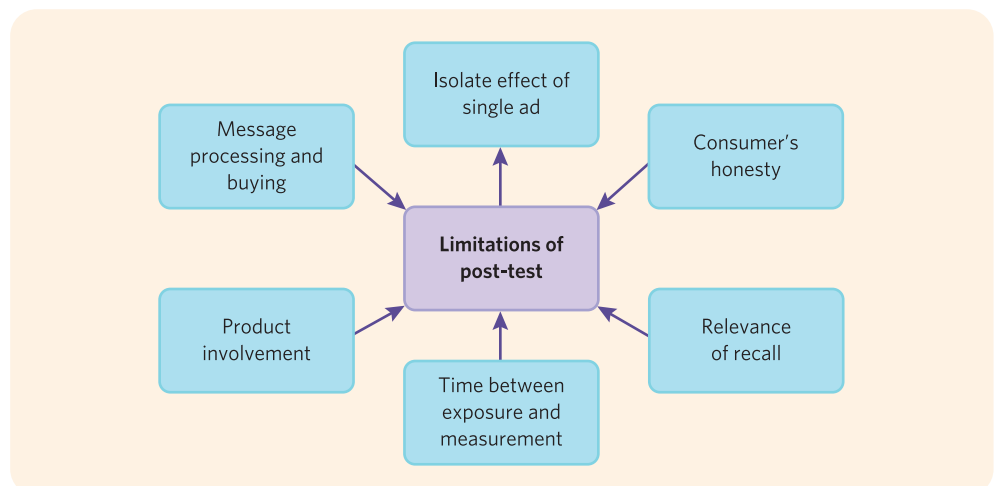 Isolate effect of
single ad
Message
processing and
buying
Consumer's
honesty
Limitations of
post-test
Product
involvement
Relevance
of recall
Time between
exposure and
measurement